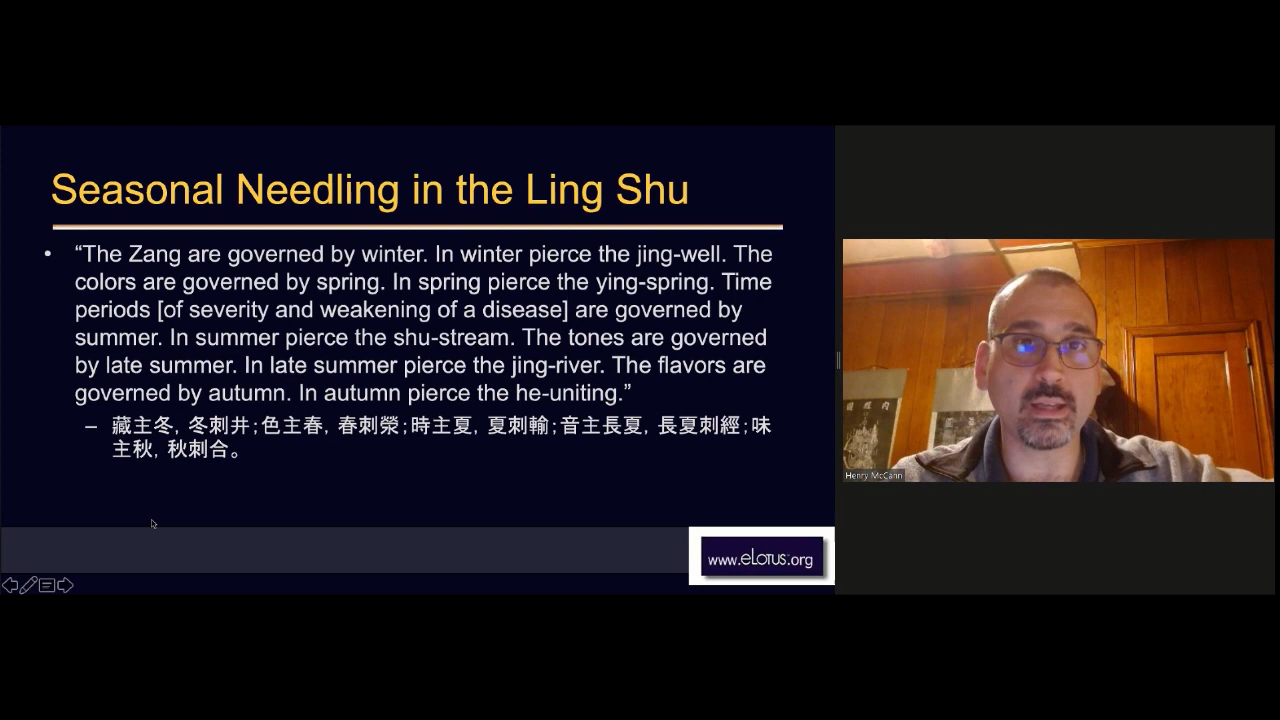 Seasonal Needling in the Ling Shu
• “The Zang are governed by winter. In winter pierce the jing-well. The
colors are governed by spring. In spring pierce the ying-spring. Time
periods [of severity and weakening of a disease] are governed by
summer. In summer pierce the shu-stream. The tones are governed
by late summer. In late summer pierce the jing-river. The flavors are
governed by autumn. In autumn pierce the he-uniting.”
– 藏主冬, 冬刺井;色主春, 春刺滎;時主夏, 夏刺輸;音主長夏, 長夏刺經;味
主秋, 秋刺合。
www.eLotus.org
Henry McCann